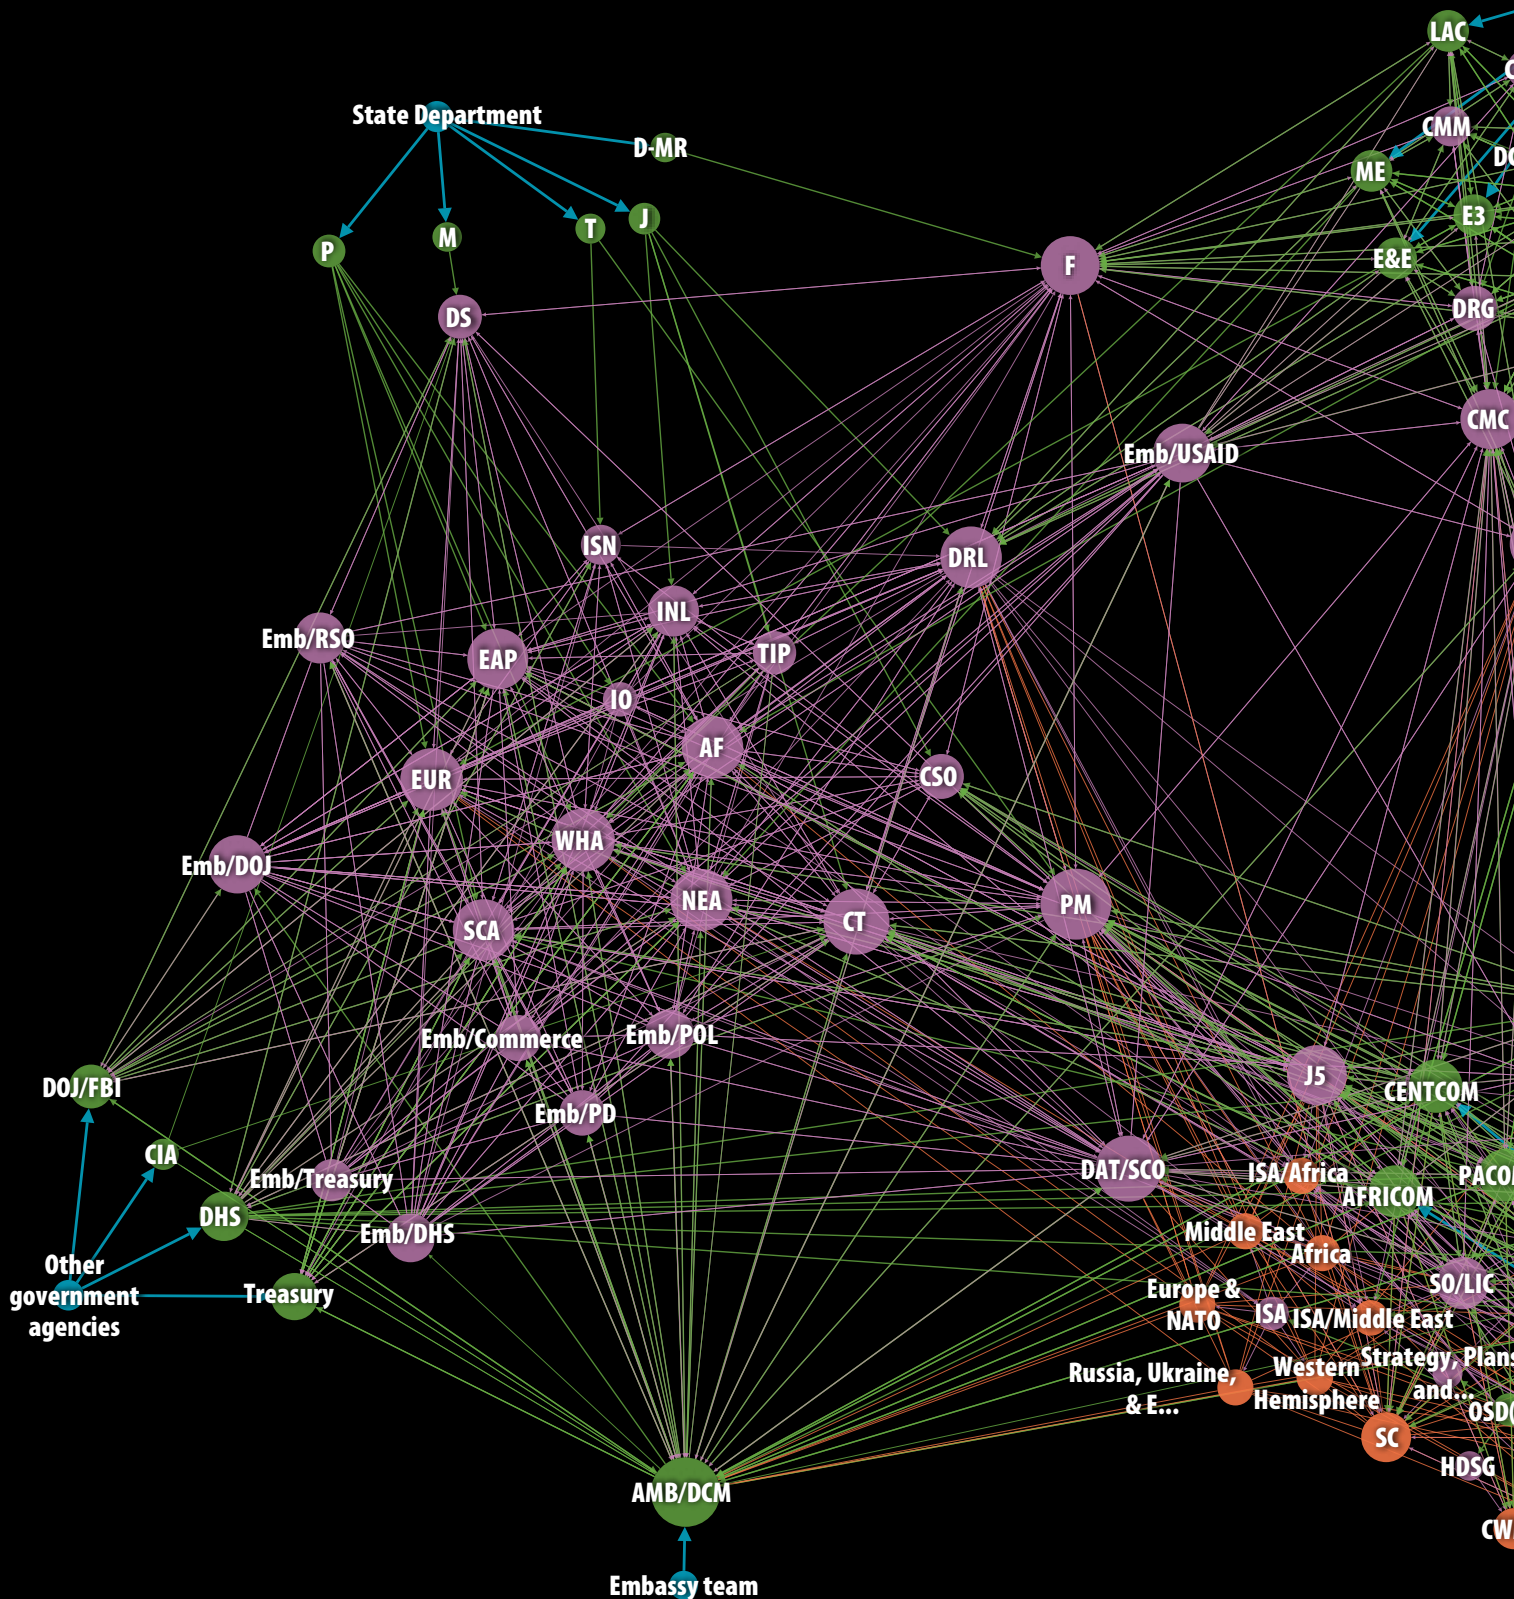 LAC
State Department
CMM
D-MR
ME
E3
J
T
M
P
E&E
F
DRG
DS
CMC
Emb/USAID
ISN
DRL
INL
Emb/RSO
EAP
TIP
IO
AF
EUR
CSO
WHA
Emb/DOJ
NEA
PM
CT
SCA
Emb/Commerce
Emb/POL
J5
DOJ/FBI
CENTCOM
Emb/PD
CIA
DAT/SCO
ISA/Africa
PACOM
Emb/Treasury
AFRICOM
DHS
Emb/DHS
Middle East
Africa
Other
government
agencies
Treasury
SO/LIC
Europe &
NATO
ISA
ISA/Middle East
Strategy, Plans
and...
Russia, Ukraine,
& E...
Western
Hemisphere
OSD(
SC
HDSG
AMB/DCM
CW
Embassy team